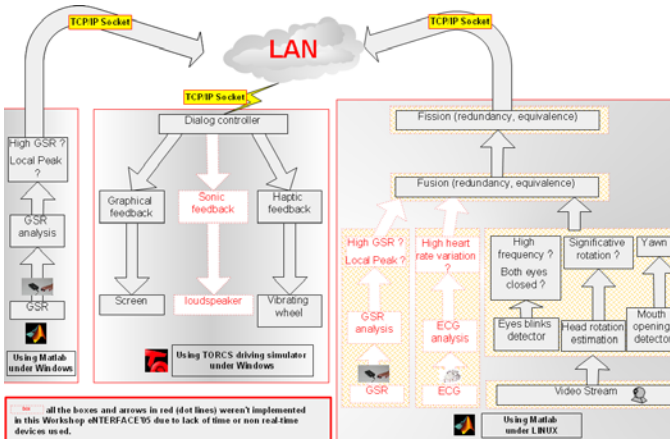 TCP/IP Socket
LAN
TCP/IP Socket
TCP/IP Socket
High GSR ?
Local Peak
?
GSR
analysis
GSR
Using Matlab
under Windows
Dialog controller
Graphical
feedback
Sonic
feedback
Haptic
feedback
Screen
loudspeaker
Vibrating
wheel
Using TORCS driving simulator
under Windows
Fission (redundancy, equivalence)
Fusion (redundancy, equivalence)
High GSR ?
Local Peak ?
GSR
analysis
GSR
High heart
rate variation
?
ECG
analysis
ECG
High
frequency ?
Both eyes
closed ?
Eyes blinks
detector
Significative
rotation ?
Head rotation
estimation
Yawn ?
Mouth
opening
detector
Video Stream
Using Matlab
under LINUX
all the boxes and arrows in red (dot lines) weren't implemented
in this Workshop eNTERFACE'05 due to lack of time or non real-time
devices used.